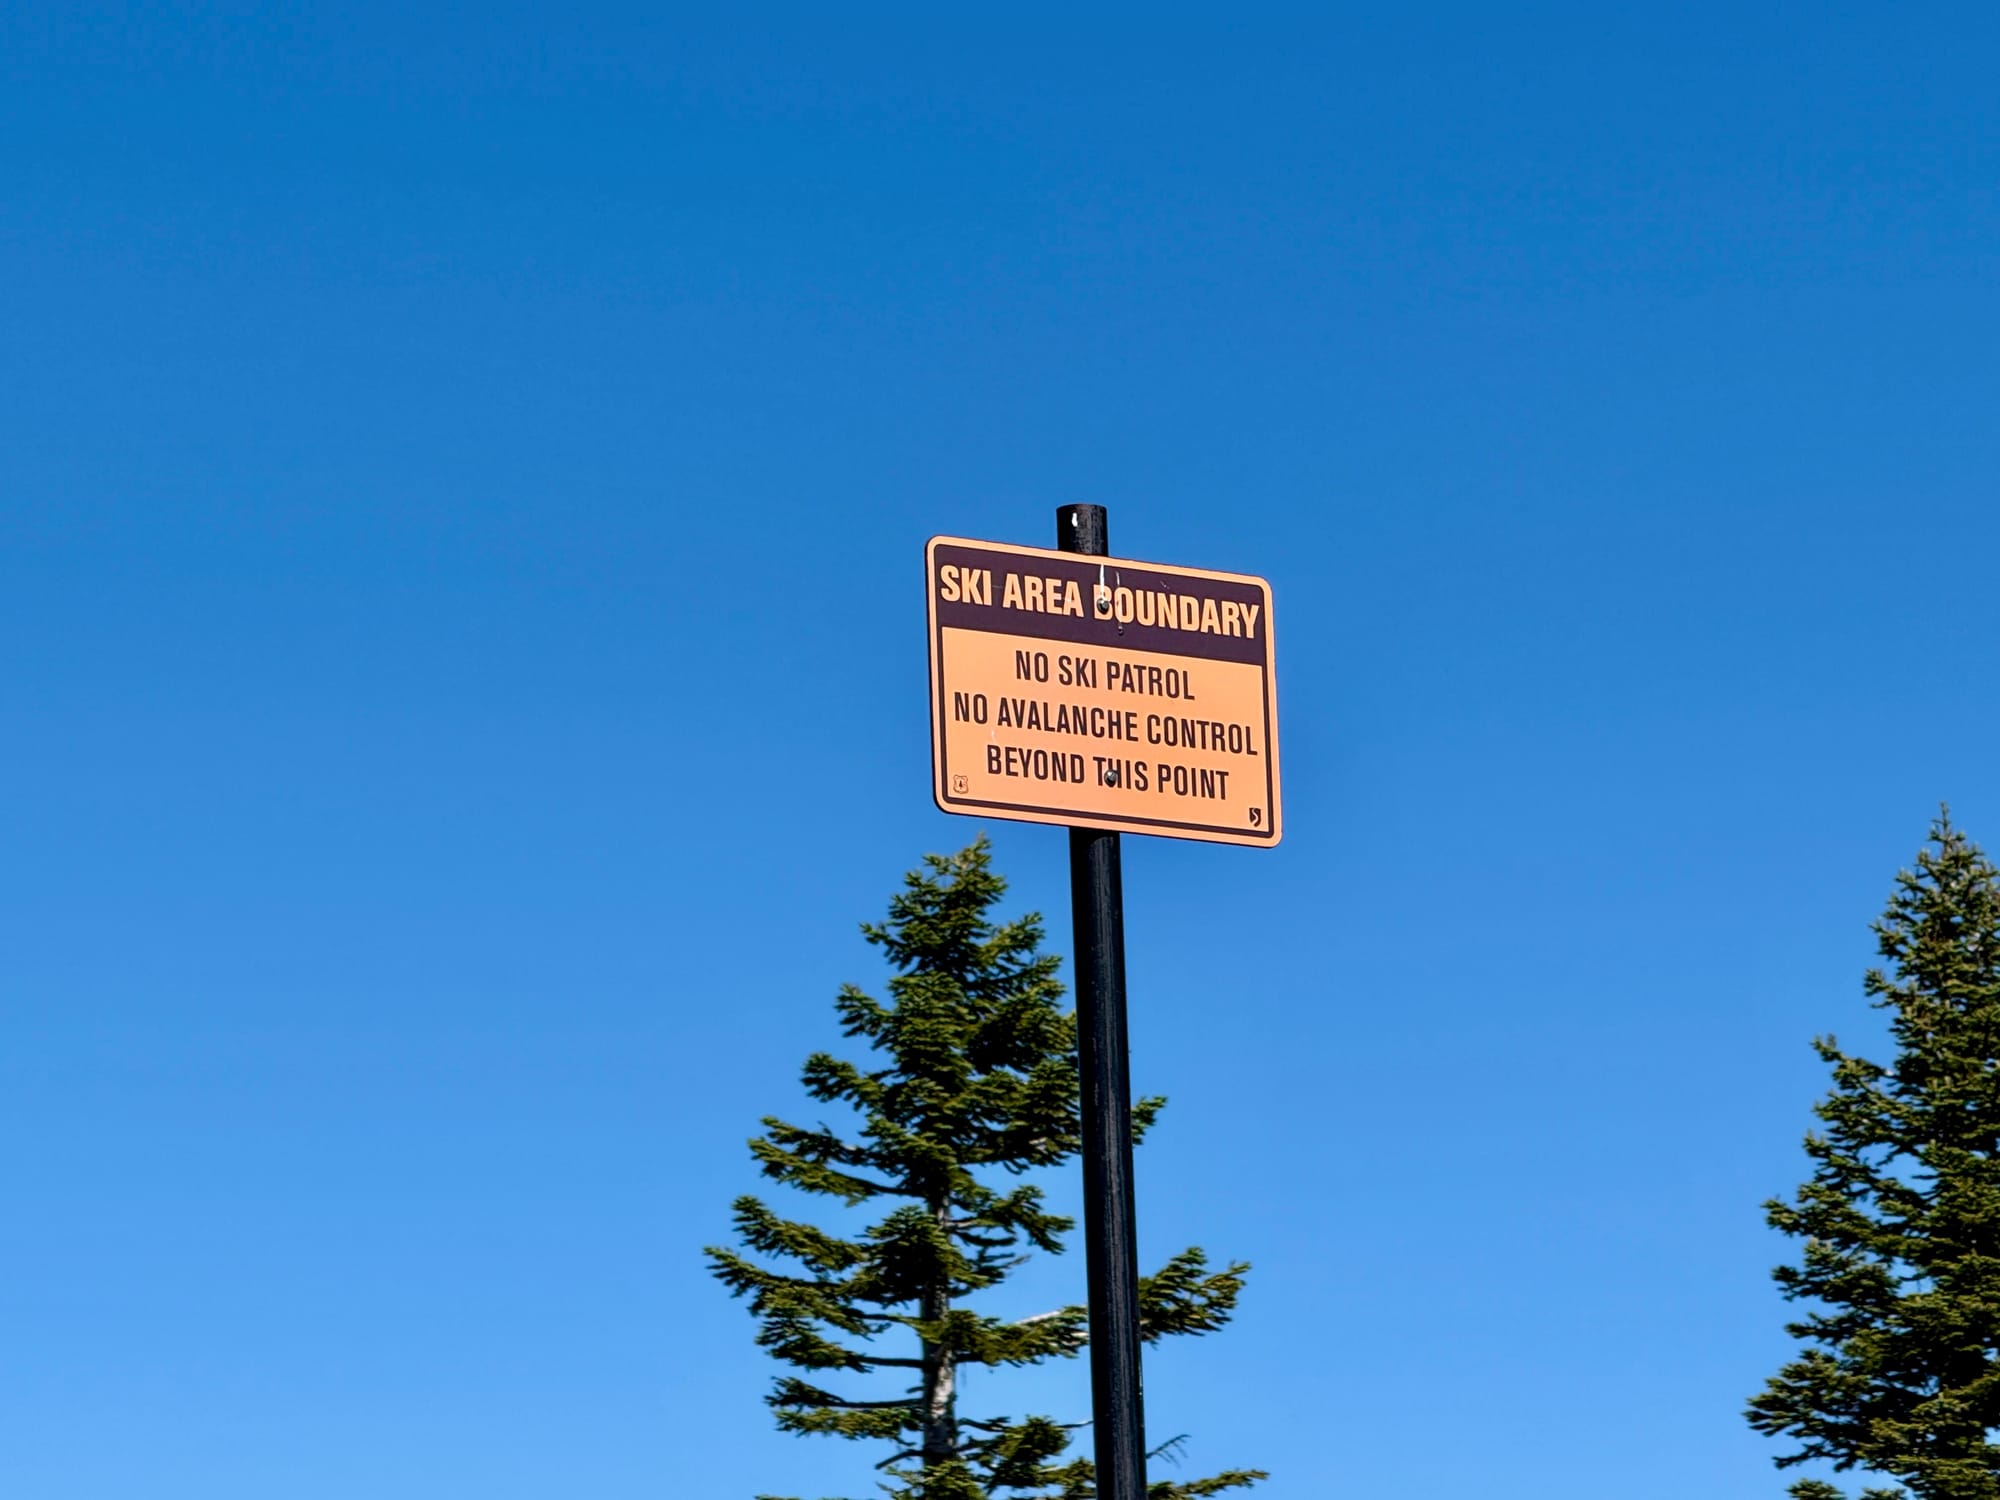 SKI AREA BOUNDARY
NO SKI PATROL
NO AVALANCHE CONTROL
BEYOND THIS POINT